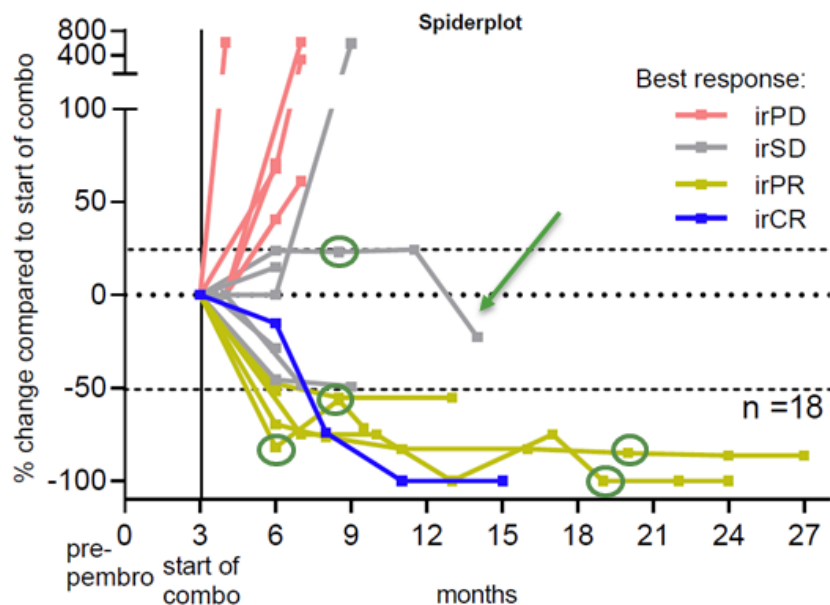 Spiderplot
% change compared to start of combo
800
400
100
50
0
-50
-100
Best response:
irPD
irSD
irPR
irCR
n =18
0 3 6 9 12 15 18 21 24 27
pre-
pembro
start of
combo
months